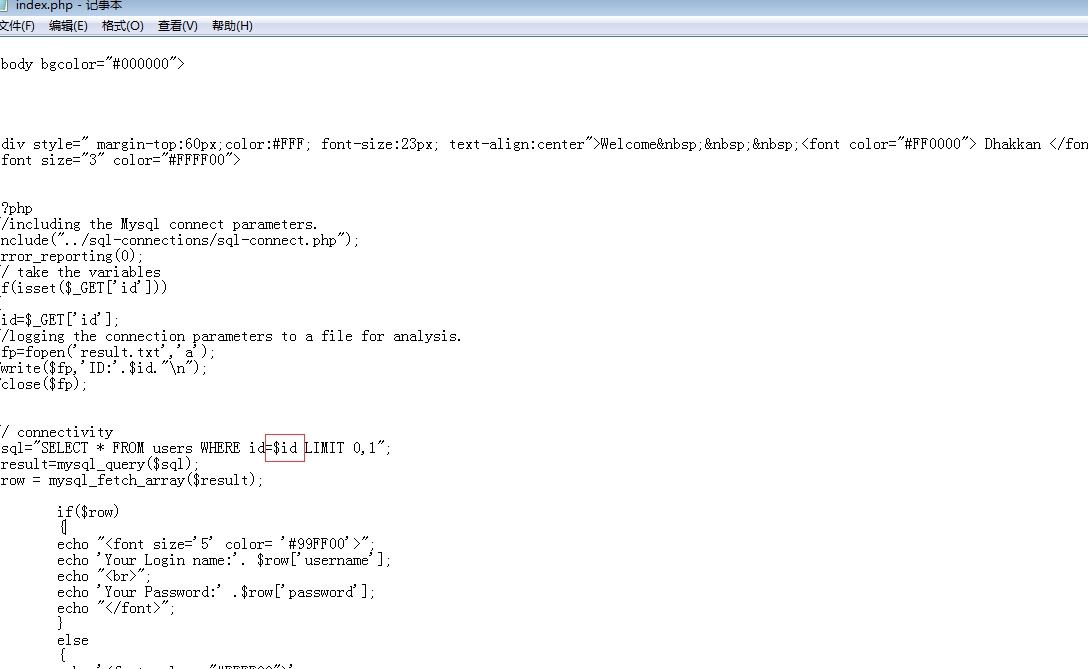 index.php - 记事本
文件(F) 编辑(E) 格式(O) 查看(V) 帮助(H)
body bgcolor="#000000">
div style=" margin-top:60px;color:#FFF; font-size:23px; text-align:center">Welcome&nbsp;&nbsp;&nbsp;<font color="#FF0000"> Dhakkan </fon
font size="3" color="#FFFF00">
?php
/including the Mysql connect parameters.
nclude("../sql-connections/sql-connect.php");
rror_reporting(0);
/ take the variables
f(isset($_GET['id']))
id=$_GET['id'];
/logging the connection parameters to a file for analysis.
fp=fopen('result.txt','a');
write($fp,'ID:'.$id."\n");
close($fp);
/ connectivity
sql="SELECT * FROM users WHERE id=$id LIMIT 0,1";
result=mysql_query($sql);
row = mysql_fetch_array($result);
if($row)
{
echo "<font size='5' color= '#99FF00'>";
echo 'Your Login name:'. $row['username'];
echo "<br>";
echo 'Your Password:' .$row['password'];
echo "</font>";
}
else
{